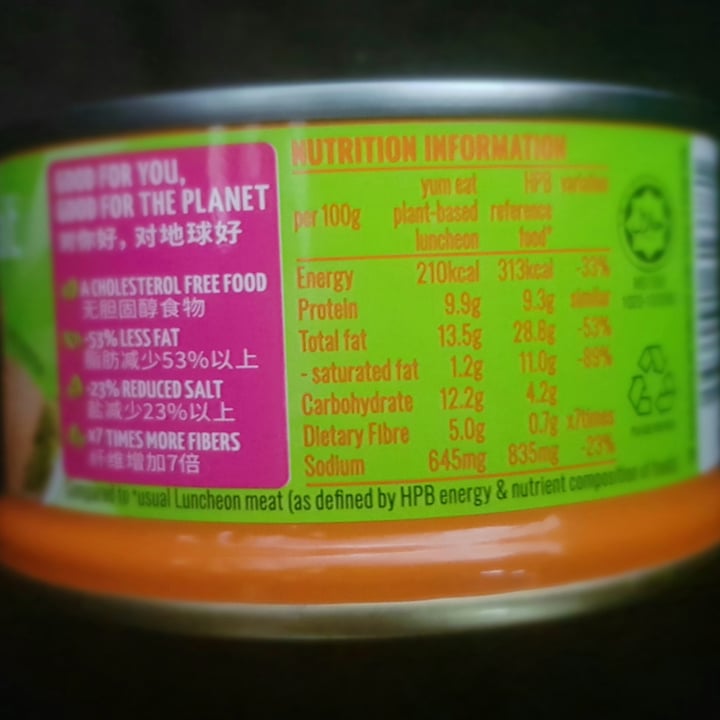 GOOD FOR YOU,
GOOD FOR THE PLANET
对你好，对地球好
A CHOLESTEROL FREE FOOD
无胆固醇食物
-53% LESS FAT
脂肪减少53%以上
-23% REDUCED SALT
盐减少23%以上
x7 TIMES MORE FIBERS
纤维增加7倍
NUTRITION INFORMATION
per 100g yum eat plant-based luncheon HPB reference food* variation
Energy 210kcal 313kcal -33%
Protein 9.9g 9.3g similar
Total fat 13.5g 28.8g -53%
- saturated fat 1.2g 11.0g -89%
Carbohydrate 12.2g 4.2g
Dietary Fibre 5.0g 0.7g x7times
Sodium 645mg 835mg -23%
Compared to *usual Luncheon meat (as defined by HPB energy & nutrient composition of foods)